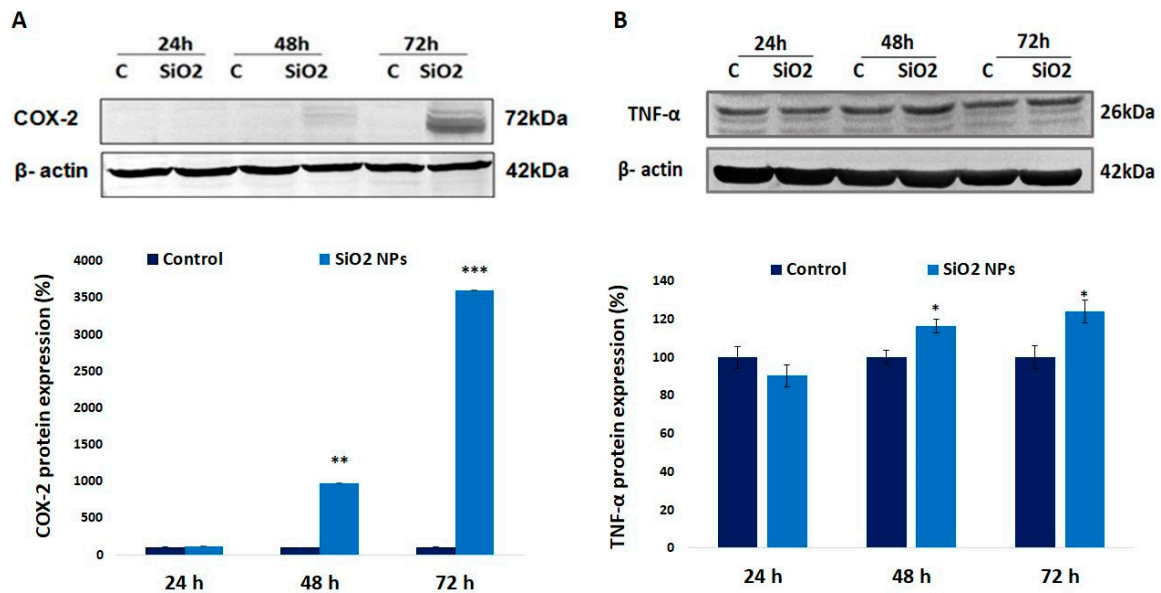 A
24h 48h 72h
C SiO2 C SiO2 C SiO2
COX-2 72kDa
β- actin 42kDa
Control SiO2 NPs
COX-2 protein expression (%)
4000
3500
3000
2500
2000
1500
1000
500
0
**
***
24 h 48 h 72 h
B
24h 48h 72h
C SiO2 C SiO2 C SiO2
TNF-α 26kDa
β- actin 42kDa
Control SiO2 NPs
TNF-α protein expression (%)
140
120
100
80
60
40
20
0
*
*
24 h 48 h 72 h